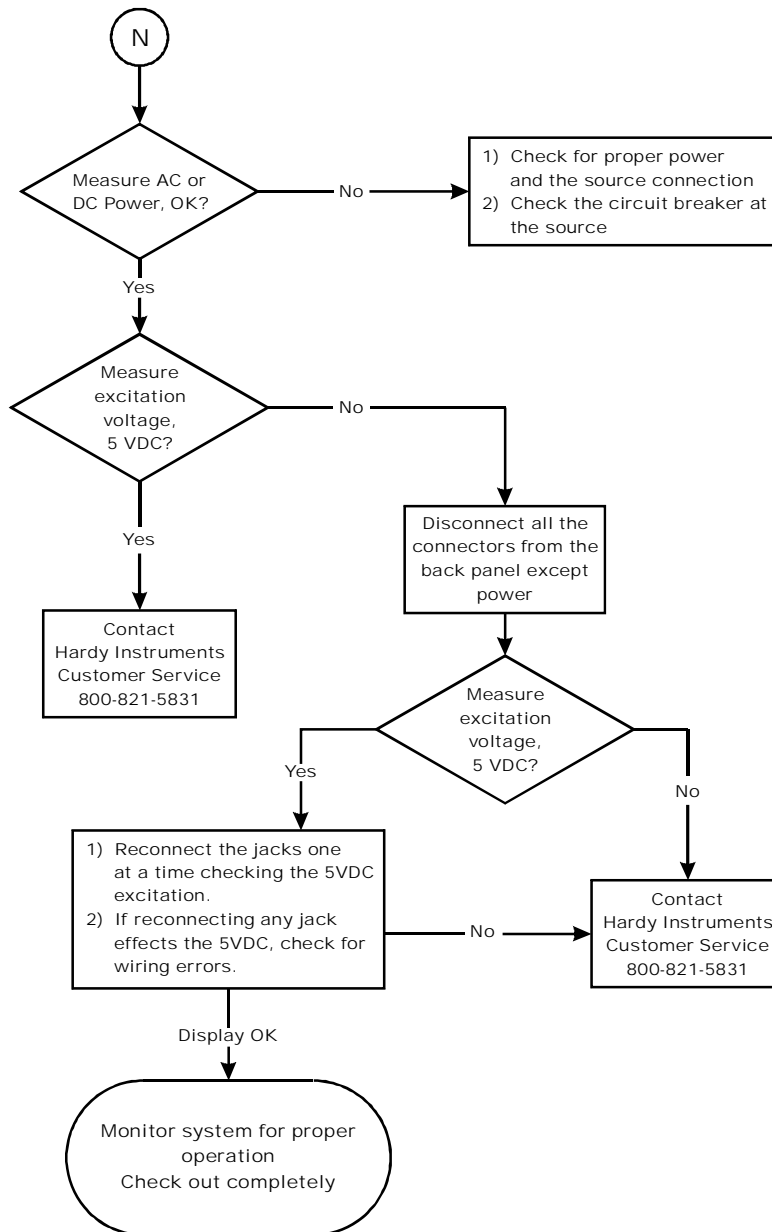 N
Measure AC or
DC Power, OK?
No
1) Check for proper power
and the source connection
2) Check the circuit breaker at
the source
Yes
Measure
excitation
voltage,
5 VDC?
No
Yes
Disconnect all the
connectors from the
back panel except
power
Contact
Hardy Instruments
Customer Service
800-821-5831
Measure
excitation
voltage,
5 VDC?
Yes
No
1) Reconnect the jacks one
at a time checking the 5VDC
excitation.
2) If reconnecting any jack
effects the 5VDC, check for
wiring errors.
No
Contact
Hardy Instruments
Customer Service
800-821-5831
Display OK
Monitor system for proper
operation
Check out completely